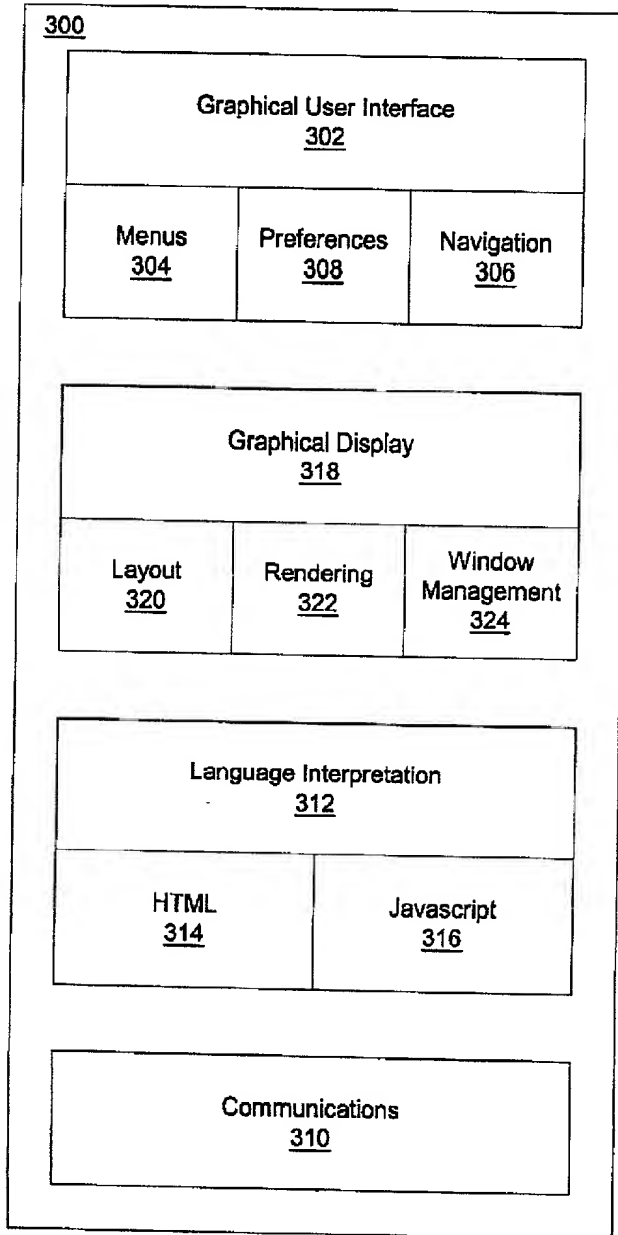 300
Graphical User Interface
302
Menus
304
Preferences
308
Navigation
306
Graphical Display
318
Layout
320
Rendering
322
Window
Management
324
Language Interpretation
312
HTML
314
Javascript
316
Communications
310